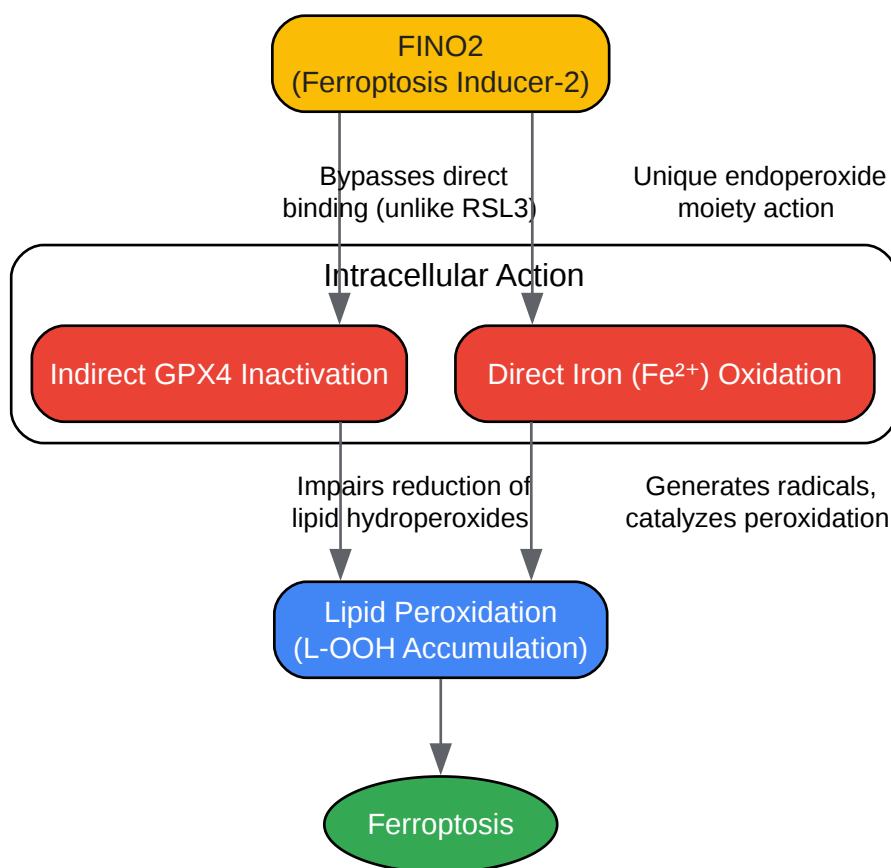 FINO2
(Ferroptosis Inducer-2)
Bypasses direct
binding (unlike RSL3)
Unique endoperoxide
moiety action
Intracellular Action
Indirect GPX4 Inactivation
Direct Iron (Fe²⁺) Oxidation
Impairs reduction of
lipid hydroperoxides
Generates radicals,
catalyzes peroxidation
Lipid Peroxidation
(L-OOH Accumulation)
Ferroptosis